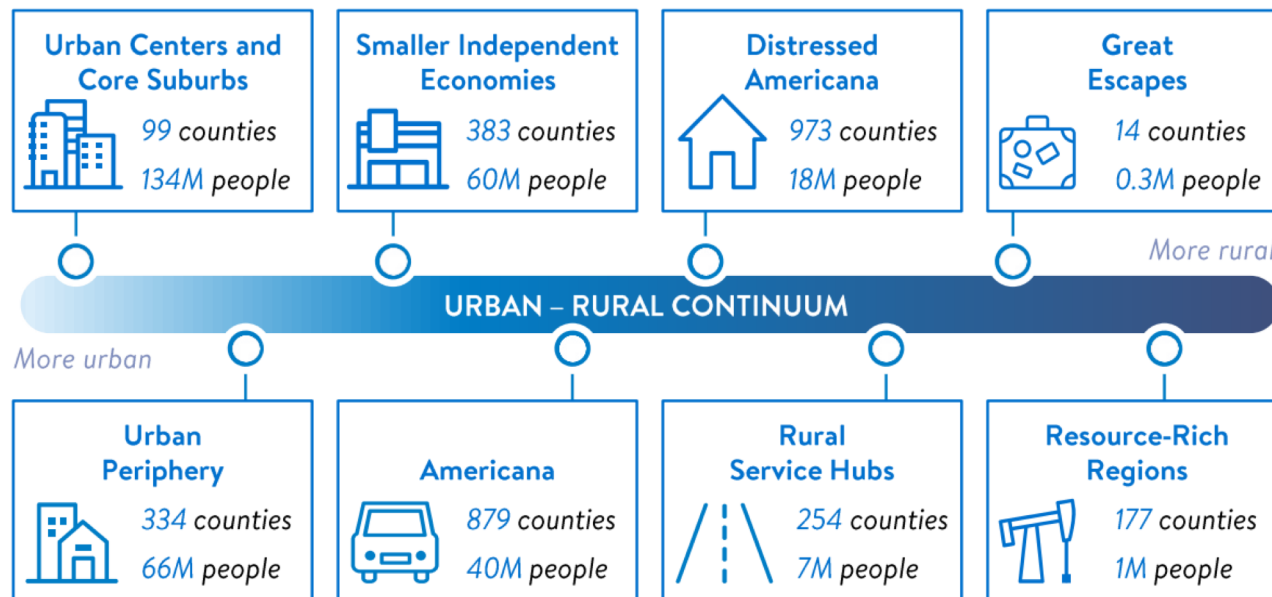 Urban Centers and
Core Suburbs
99 counties
134M people
Smaller Independent
Economies
383 counties
60M people
Distressed
Americana
973 counties
18M people
Great
Escapes
14 counties
0.3M people
More rural
URBAN – RURAL CONTINUUM
More urban
Urban
Periphery
334 counties
66M people
Americana
879 counties
40M people
Rural
Service Hubs
254 counties
7M people
Resource-Rich
Regions
177 counties
1M people